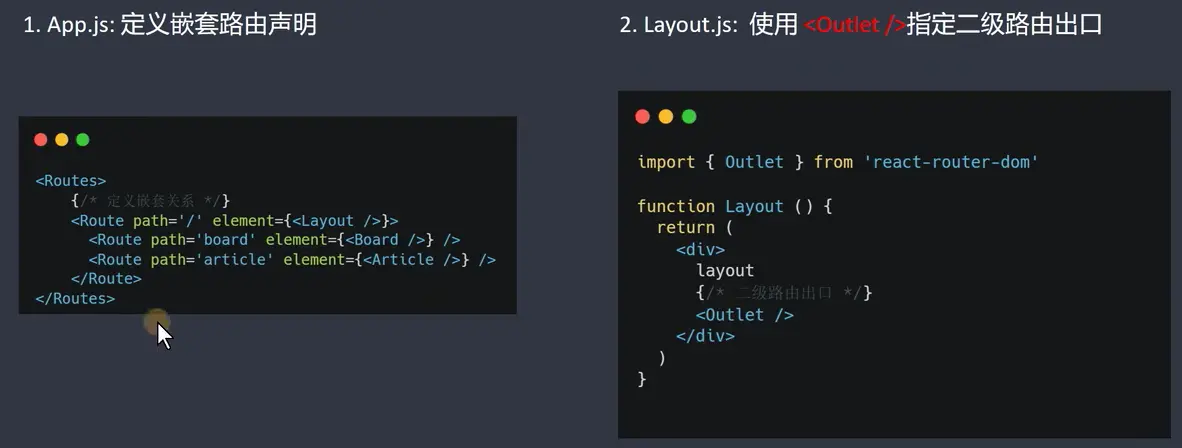 1. App.js: 定义嵌套路由声明
<Routes>
{/* 定义嵌套关系 */}
<Route path='/' element={<Layout />}>
<Route path='board' element={<Board />} />
<Route path='article' element={<Article />} />
</Route>
</Routes>
2. Layout.js: 使用 <Outlet />指定二级路由出口
import { Outlet } from 'react-router-dom'
function Layout () {
return (
<div>
layout
{/* 二级路由出口 */}
<Outlet />
</div>
)
}